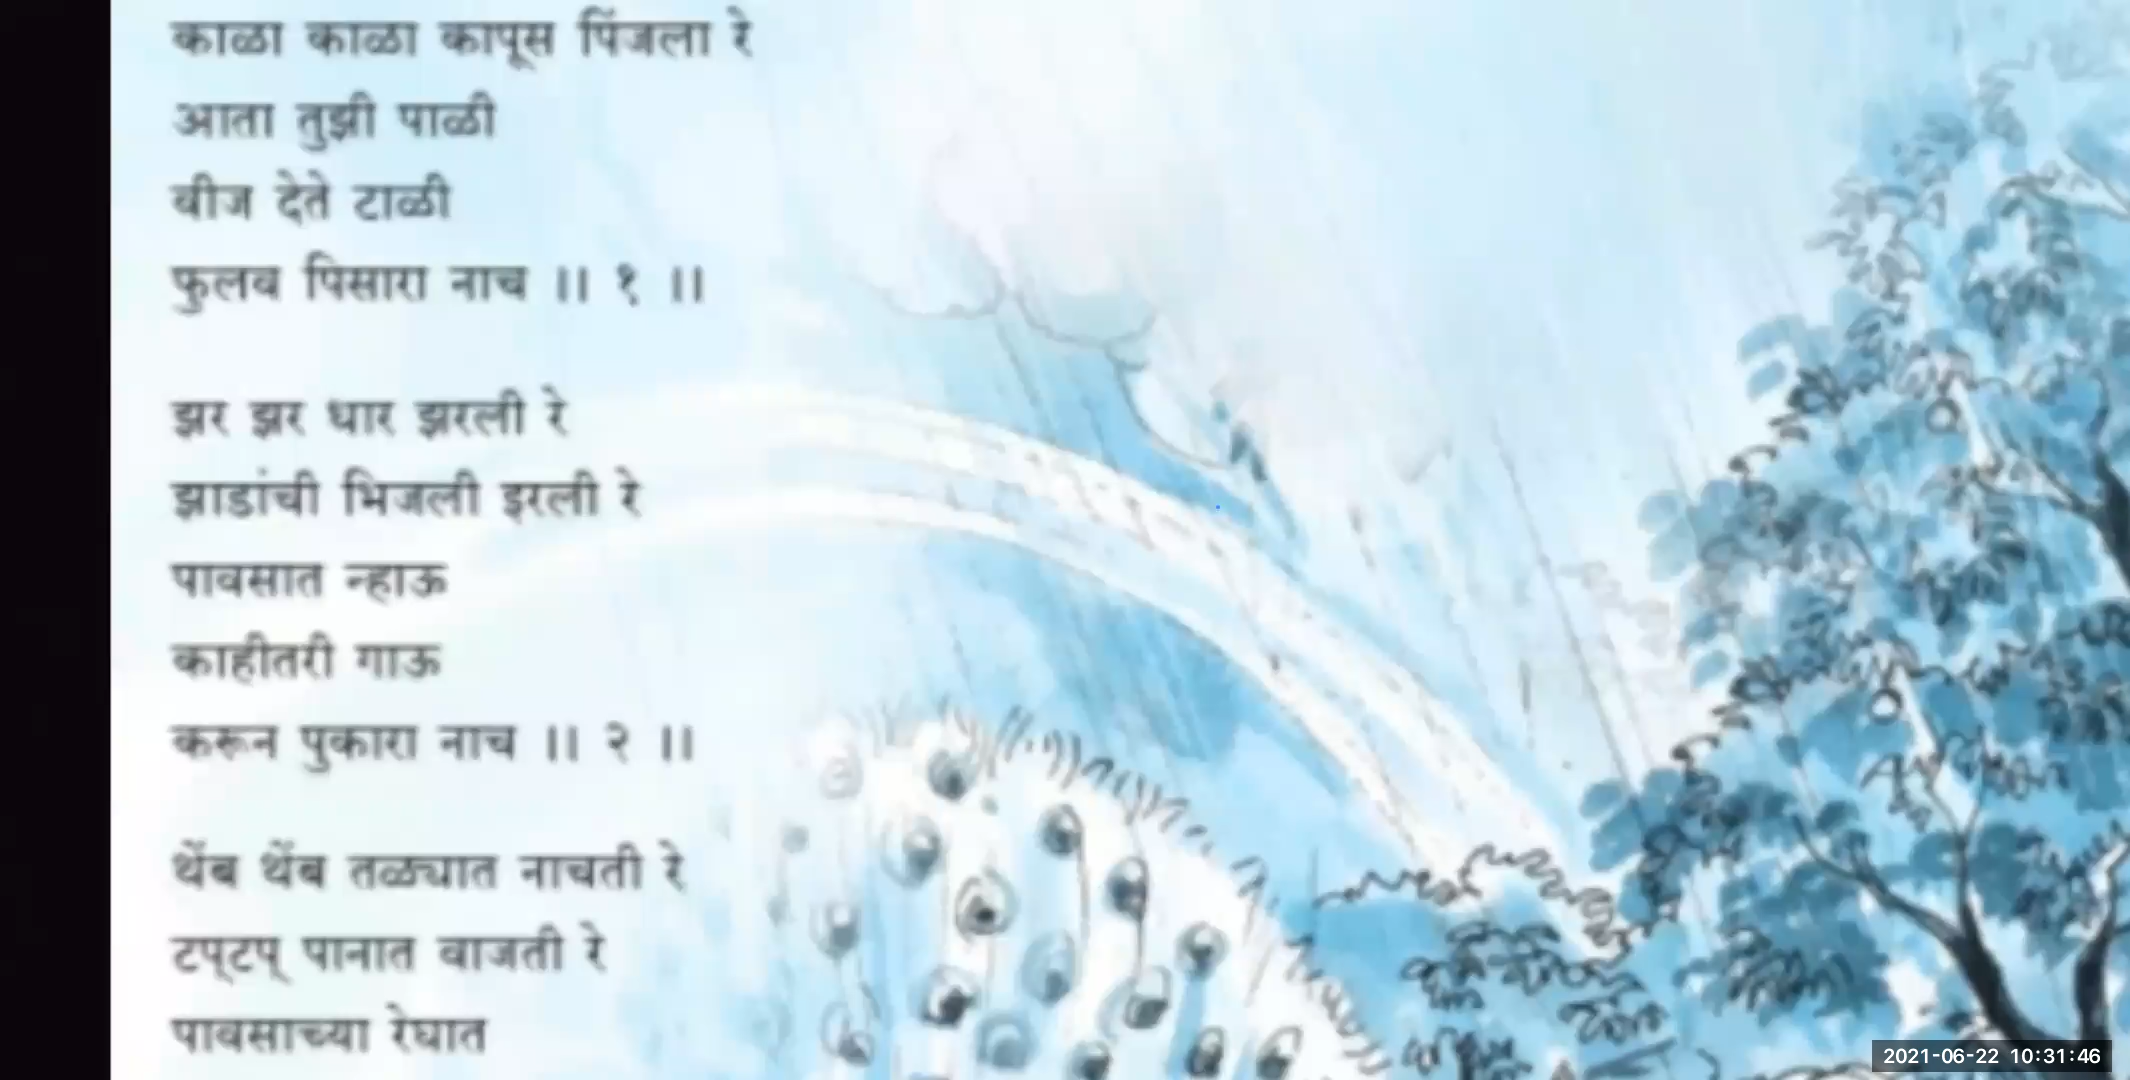 काळा काळा कापूस पिंजला रे
आता तुझी पाळी
वीज देते टाळी
फुलव पिसारा नाच ।। १ ।।
झर झर धार झरली रे
झाडांची भिजली इरली रे
पावसात न्हाऊ
काहीतरी गाऊ
करून पुकारा नाच ।। २ ।।
थेंब थेंब तळ्यात नाचती रे
टप्‌टप् पानात वाजती रे
पावसाच्या रेघात
2021-06-22 10:31:46